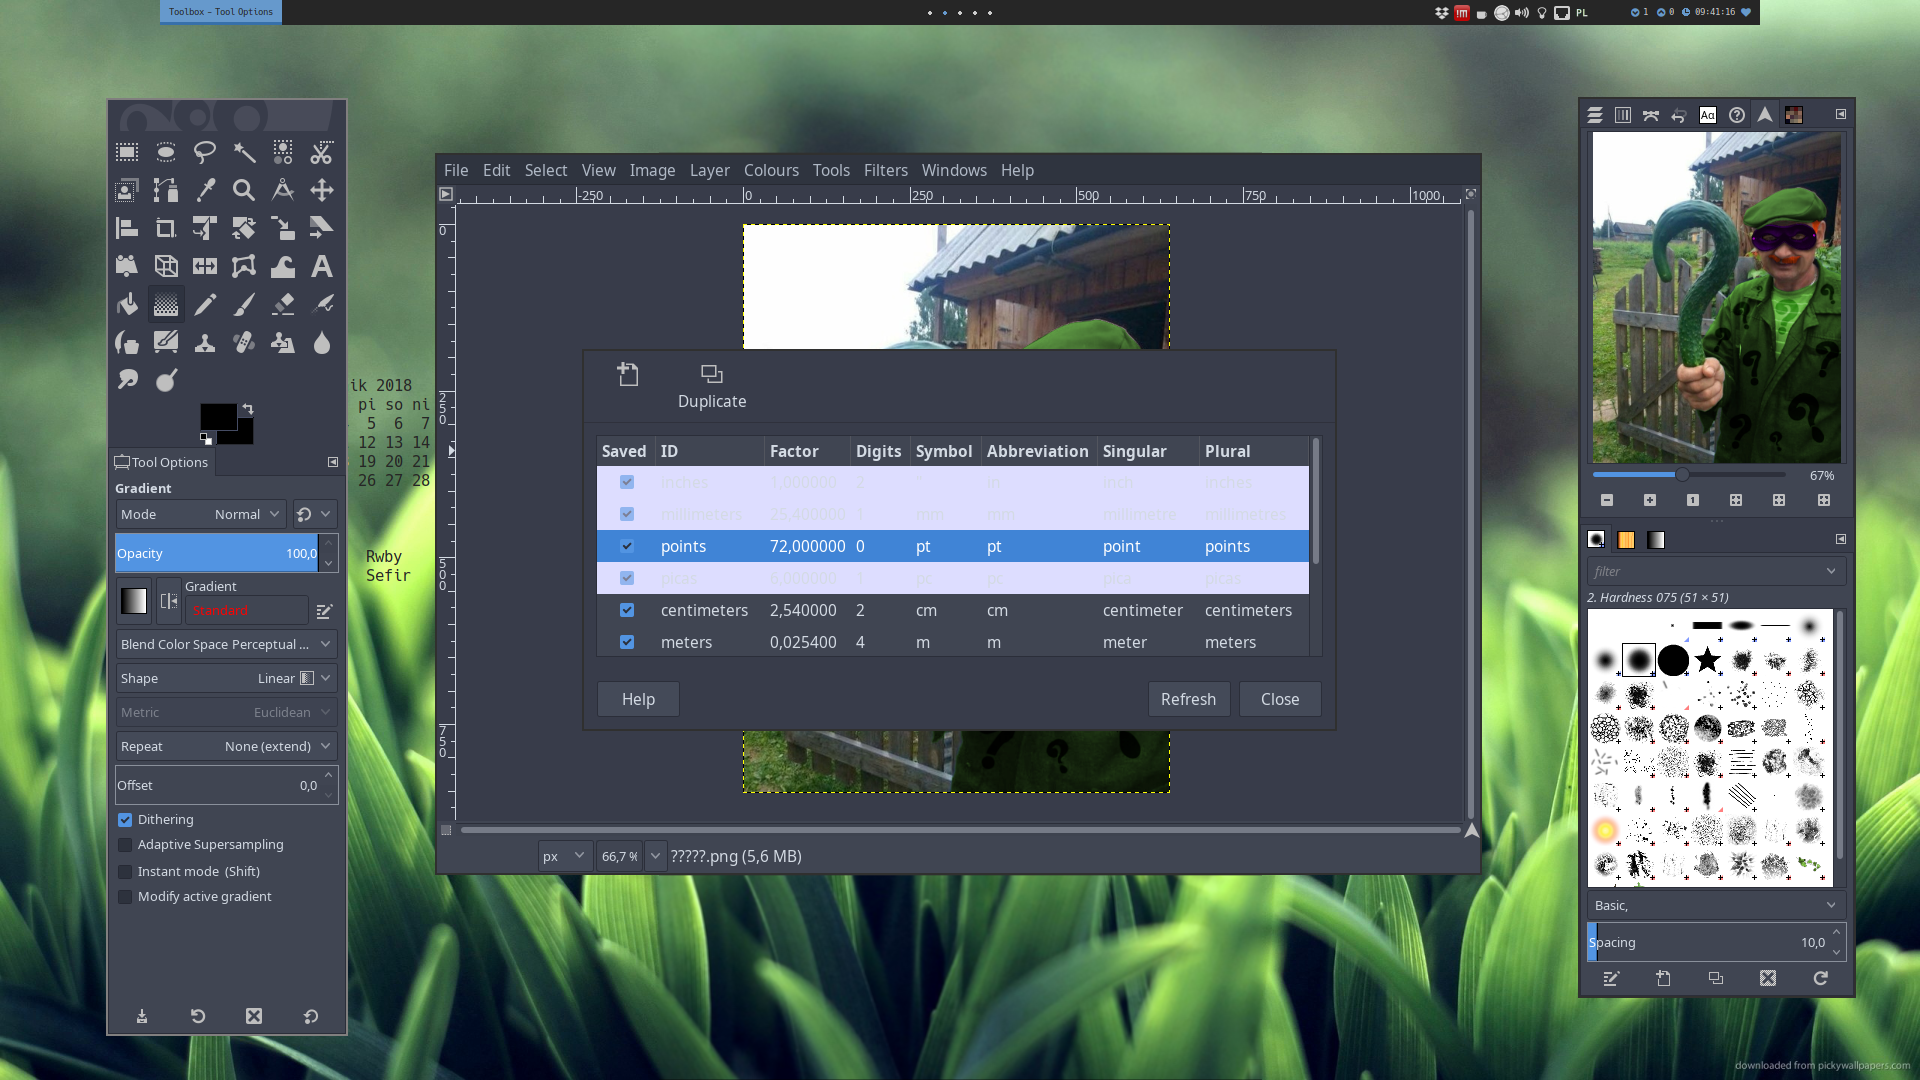 Toolbox - Tool Options
PL
1
0
09:41:16
ik 2018
pi so ni
5 6 7
12 13 14
19 20 21
26 27 28
Rwby
Sefir
Tool Options
Gradient
Mode Normal
Opacity 100,0
Gradient
Standard
Blend Color Space Perceptual ...
Shape Linear
Metric Euclidean
Repeat None (extend)
Offset 0,0
Dithering
Adaptive Supersampling
Instant mode (Shift)
Modify active gradient
File Edit Select View Image Layer Colours Tools Filters Windows Help
-250 0 250 500 750 1000
0
250
500
750
Duplicate
Saved ID Factor Digits Symbol Abbreviation Singular Plural
inches 1,000000 2 " in inch inches
millimeters 25,400000 1 mm mm millimetre millimetres
points 72,000000 0 pt pt point points
picas 6,000000 1 pc pc pica picas
centimeters 2,540000 2 cm cm centimeter centimeters
meters 0,025400 4 m m meter meters
Help Refresh Close
px 66,7 % ?????.png (5,6 MB)
Aα
67%
1
filter
2. Hardness 075 (51 × 51)
Basic,
Spacing 10,0
downloaded from pickywallpapers.com